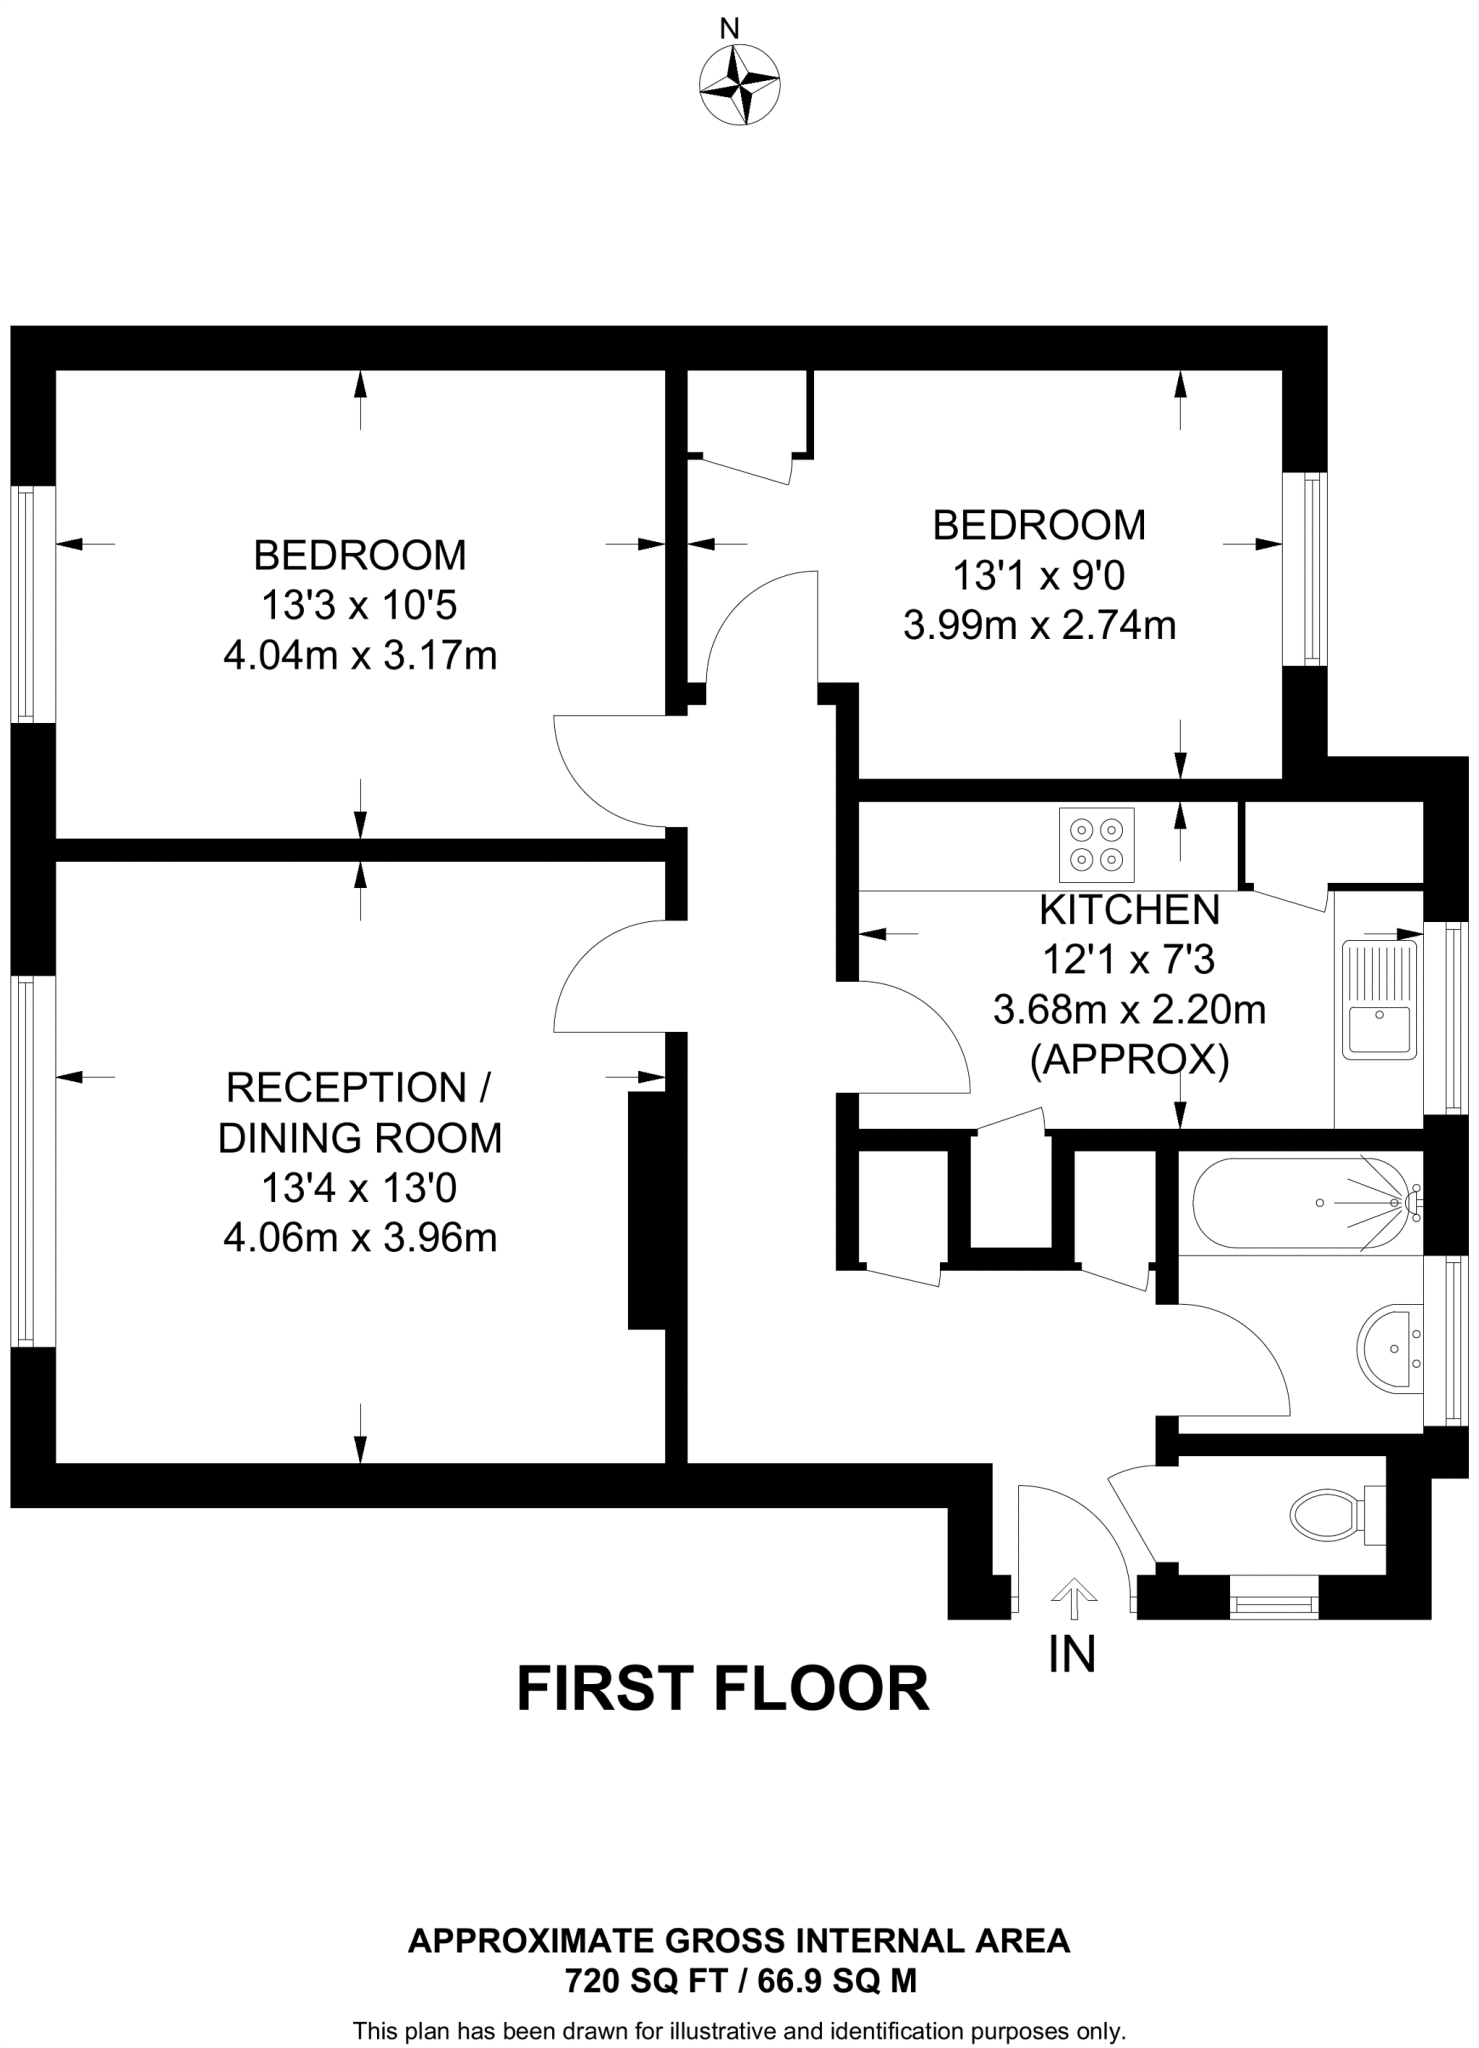 N
BEDROOM
13'3 x 10'5
4.04m x 3.17m
BEDROOM
13'1 x 9'0
3.99m x 2.74m
KITCHEN
12'1 x 7'3
3.68m x 2.20m
(APPROX)
RECEPTION /
DINING ROOM
13'4 x 13'0
4.06m x 3.96m
IN
FIRST FLOOR
APPROXIMATE GROSS INTERNAL AREA
720 SQ FT / 66.9 SQ M
This plan has been drawn for illustrative and identification purposes only.